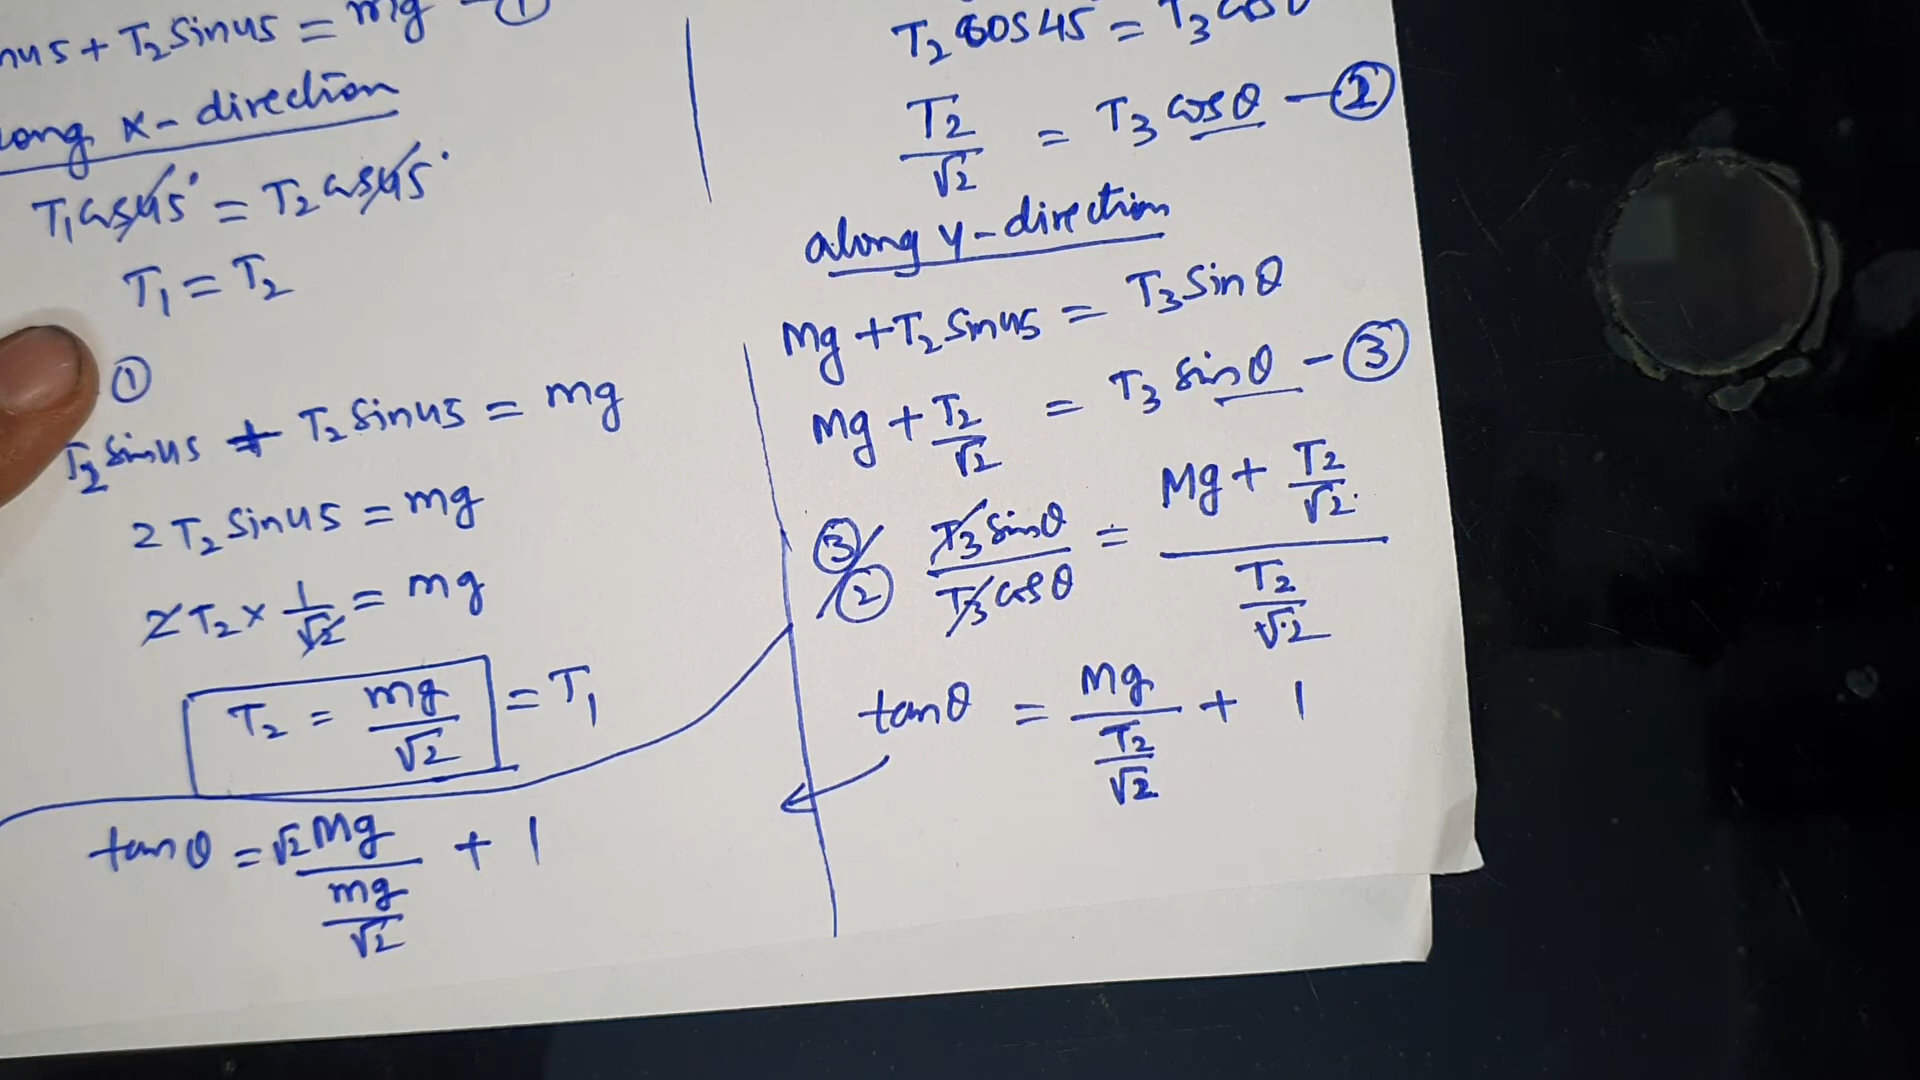 + T₂ sin45 = mg - ①
x-direction
T₁cos45° = T₂cos45°
T₁ = T₂
①
T₂ sin45 + T₂ sin45 = mg
2T₂ sin45 = mg
2T₂ × 1/√2 = mg
T₂ = mg/√2 = T₁
tanθ = √2Mg/(mg/√2) + 1
T₂ cos45 = T₃
T₂/√2 = T₃ cosθ - ②
along y-direction
Mg + T₂ sin45 = T₃ sinθ
Mg + T₂/√2 = T₃ sinθ - ③
③/② T₃ sinθ/T₃ cosθ = (Mg + T₂/√2)/(T₂/√2)
tanθ = Mg/(T₂/√2) + 1